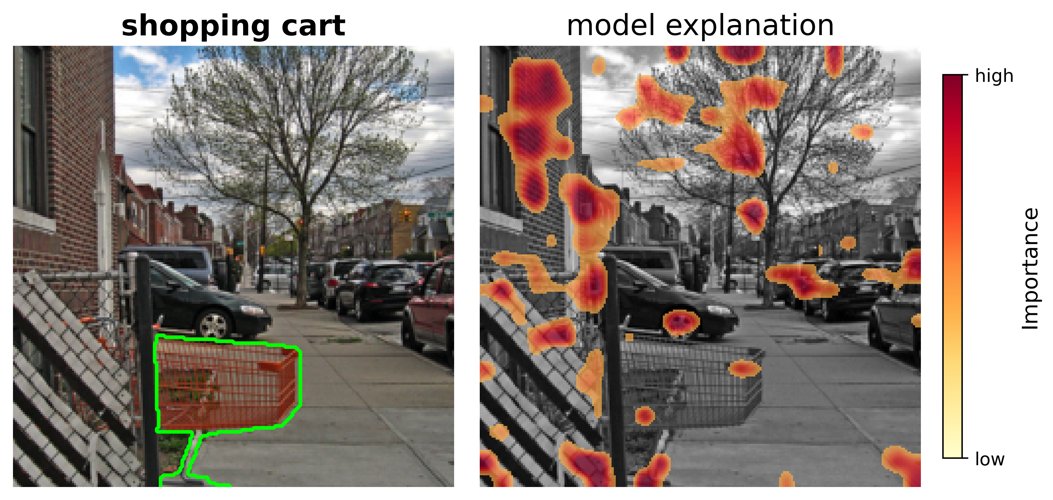 shopping cart
model explanation
high
low
Importance